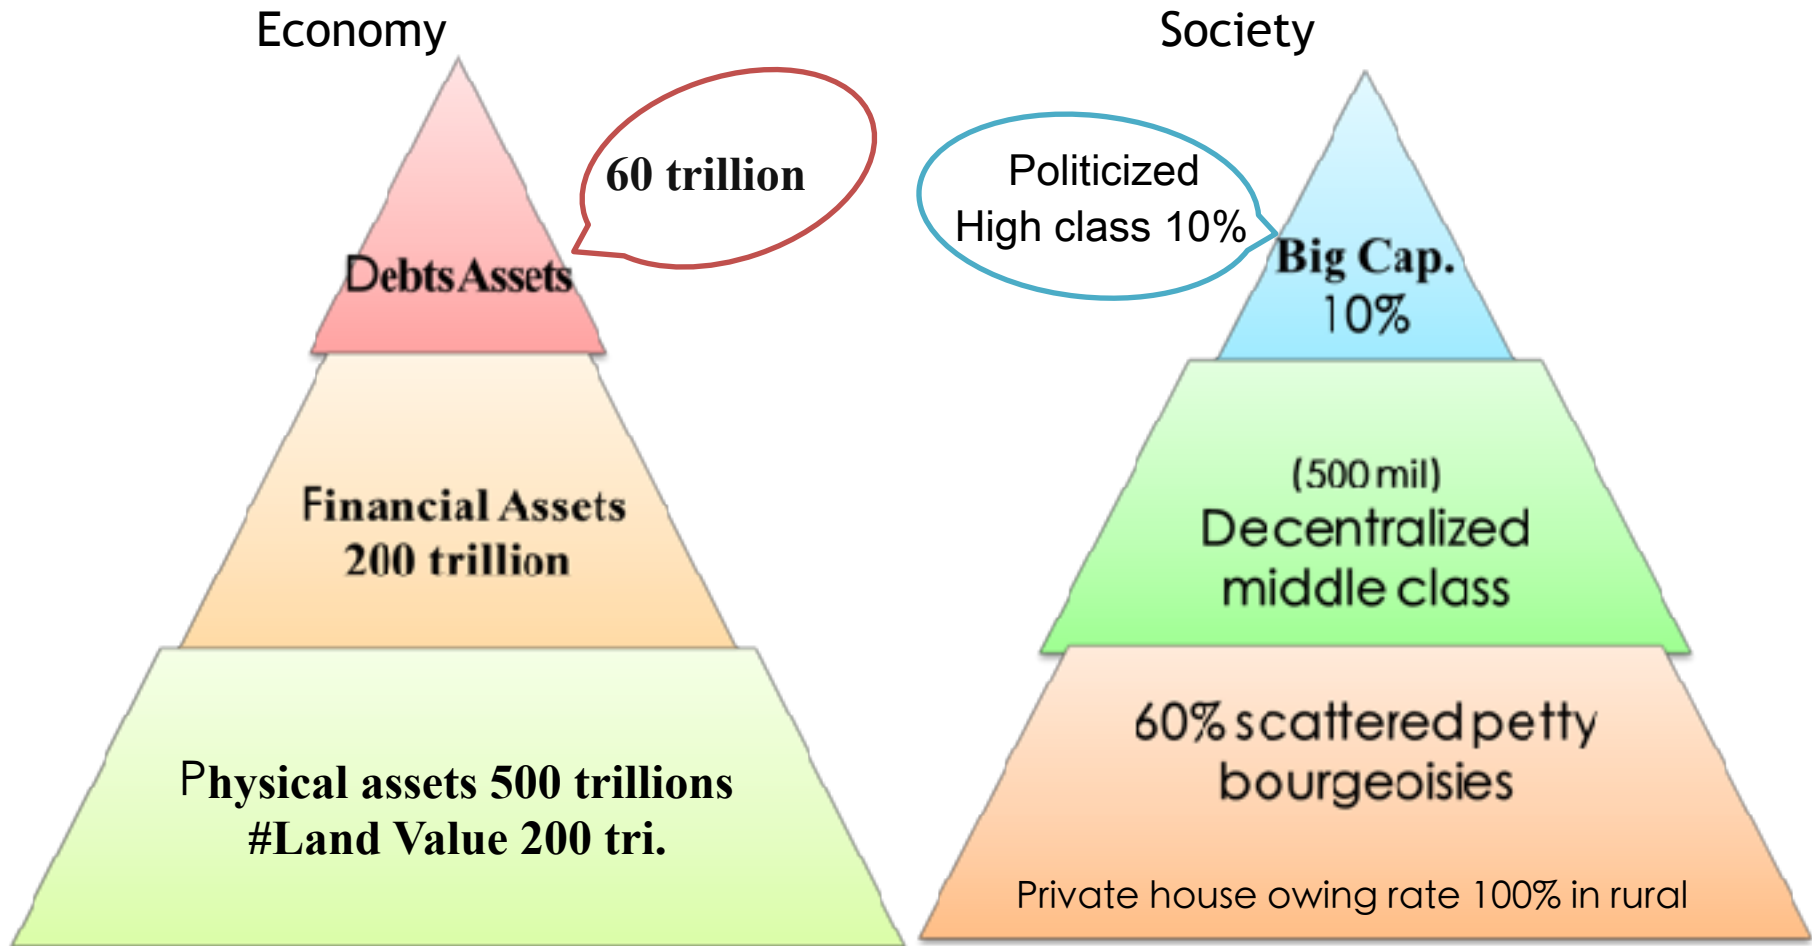 Economy
60 trillion
Debts Assets
Financial Assets
200 trillion
Physical assets 500 trillions
#Land Value 200 tri.
Society
Politicized
High class 10%
Big Cap.
10%
(500 mil)
Decentralized
middle class
60% scattered petty
bourgeoisies
Private house owing rate 100% in rural